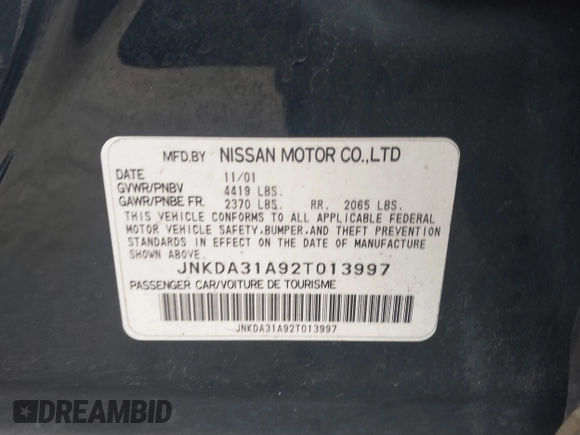 MFD.BY NISSAN MOTOR CO.,LTD
DATE 11/01
GVWR/PNBV 4419 LBS.
GAWR/PNBE FR. 2370 LBS. RR. 2065 LBS.
THIS VEHICLE CONFORMS TO ALL APPLICABLE FEDERAL
MOTOR VEHICLE SAFETY,BUMPER,AND THEFT PREVENTION
STANDARDS IN EFFECT ON THE DATE OF MANUFACTURE
SHOWN ABOVE.
JNKDA31A92T013997
PASSENGER CAR/VOITURE DE TOURISME
JNKDA31A92T013997
DREAMBID